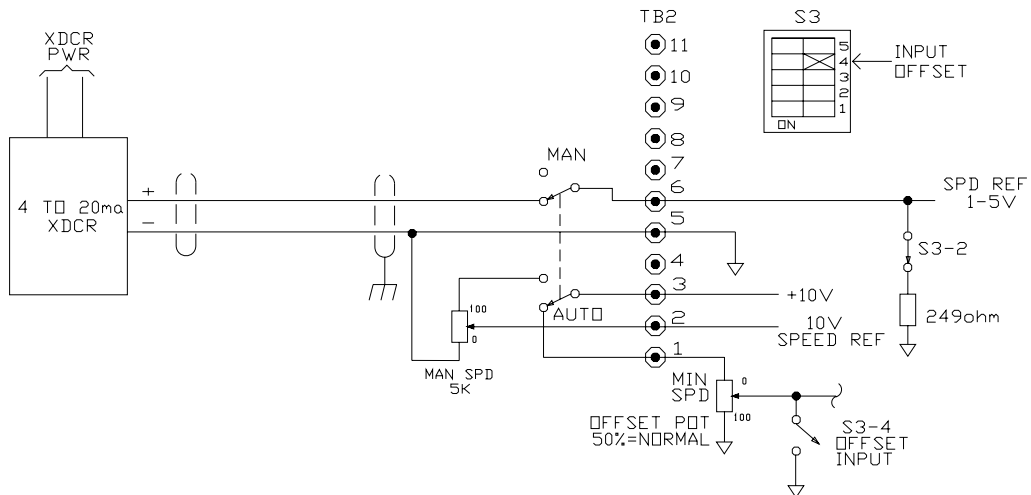 TB2
S3
XDCR
PWR
11
10
9
8
7
6
5
4
3
2
1
5
4
3
2
1
ON
INPUT
OFFSET
MAN
4 TO 20ma
XDCR
+
−
SPD REF
1-5V
S3-2
249ohm
AUTO
+10V
10V
SPEED REF
100
0
MAN SPD
5K
MIN
SPD
0
100
OFFSET POT
50%=NORMAL
S3-4
OFFSET
INPUT